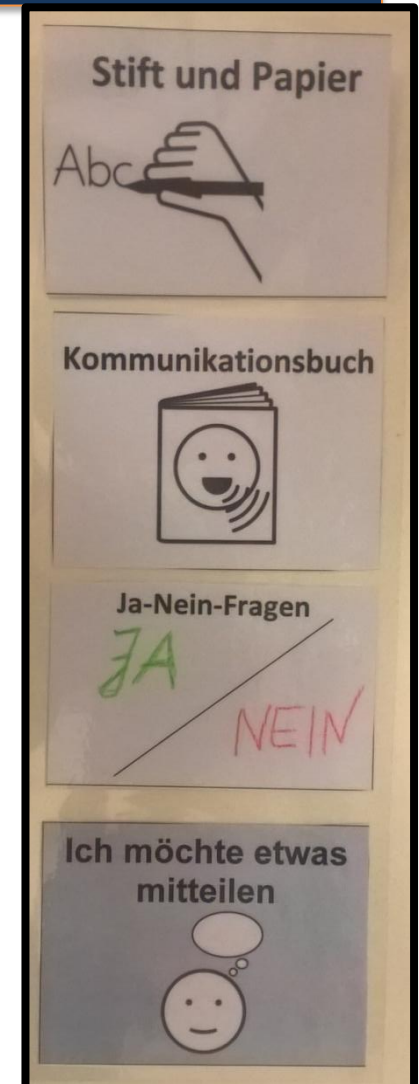 Stift und Papier
Abc
Kommunikationsbuch
Ja-Nein-Fragen
JA
NEIN
Ich möchte etwas
mitteilen